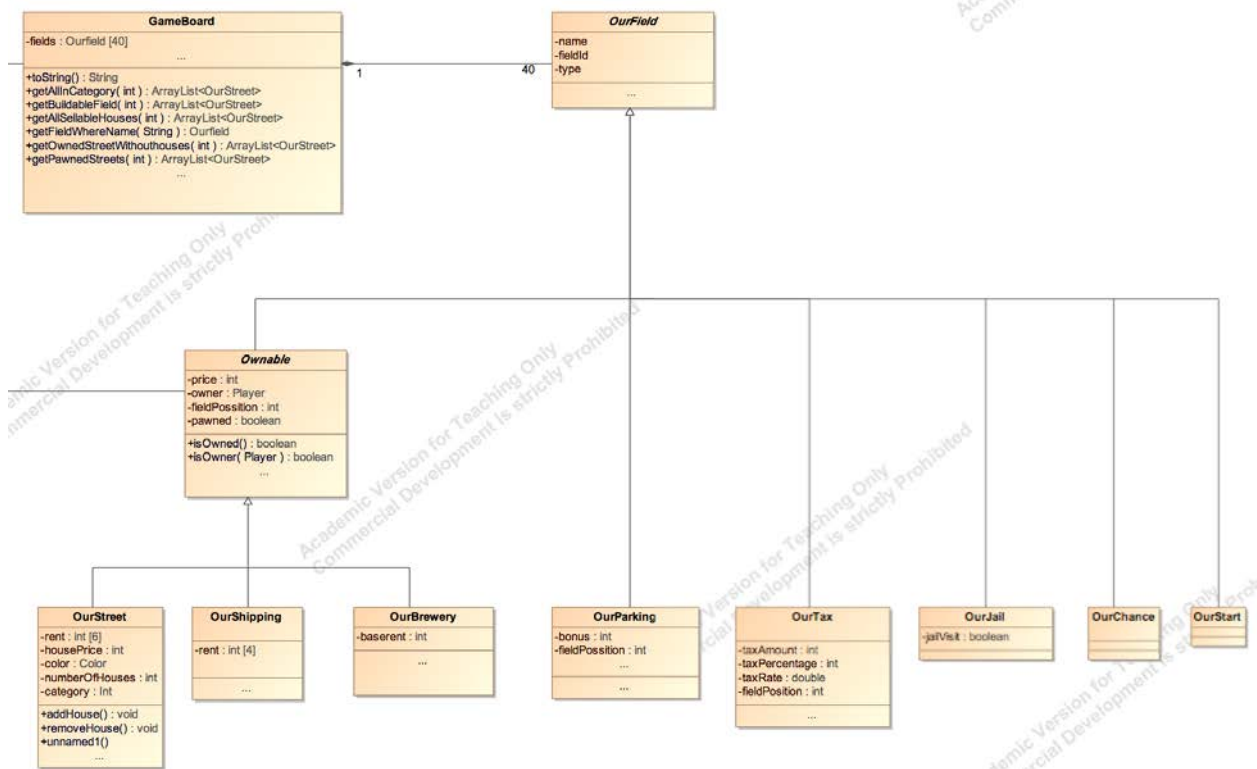 GameBoard
-fields : Ourfield [40]
...
+toString() : String
+getAllInCategory( int ) : ArrayList<OurStreet>
+getBuildableField( int ) : ArrayList<OurStreet>
+getAllSellableHouses( int ) : ArrayList<OurStreet>
+getFieldWhereName( String ) : Ourfield
+getOwnedStreetWithouthouses( int ) : ArrayList<OurStreet>
+getPawnedStreets( int ) : ArrayList<OurStreet>
...
1
40
OurField
-name
-fieldId
-type
...
Ownable
-price : int
-owner : Player
-fieldPossition : int
-pawned : boolean
+isOwned() : boolean
+isOwner( Player ) : boolean
...
OurStreet
-rent : int [6]
-housePrice : int
-color : Color
-numberOfHouses : int
-category : Int
+addHouse() : void
+removeHouse() : void
+unnamed1()
...
OurShipping
-rent : int [4]
...
OurBrewery
-baserent : int
...
OurParking
-bonus : int
-fieldPossition : int
...
...
OurTax
-taxAmount : int
-taxPercentage : int
-taxRate : double
-fieldPosition : int
...
OurJail
-jailVisit : boolean
OurChance
OurStart
Academic Version for Teaching Only
Commercial Development is strictly Prohibited